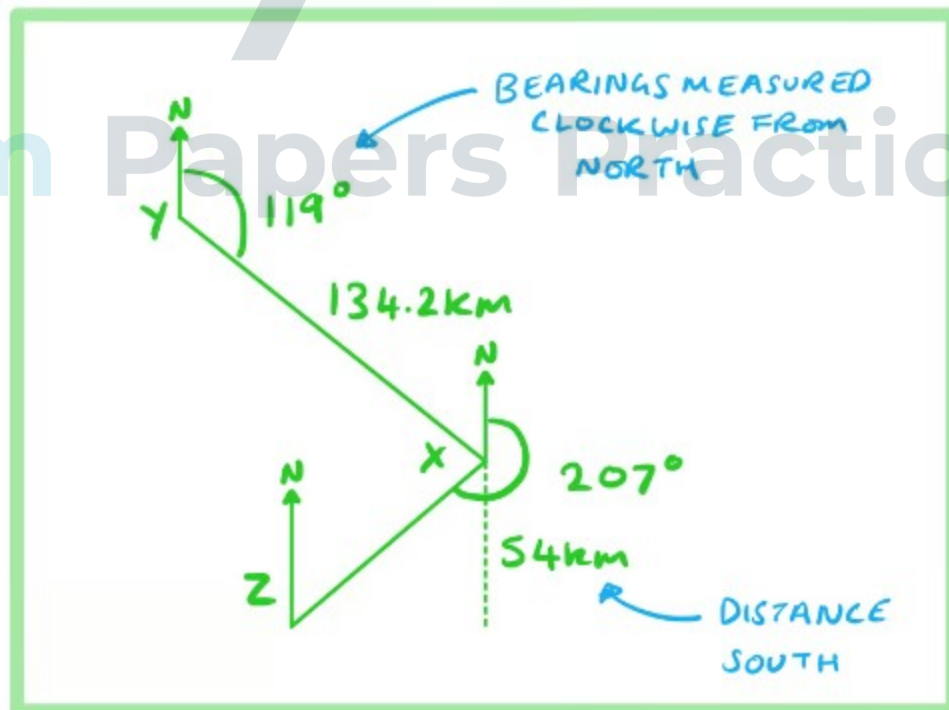 BEARINGS MEASURED
CLOCKWISE FROM
NORTH
N
m Papers Practic
Y
119°
134.2km
N
X
207°
N
54km
Z
DISTANCE
SOUTH